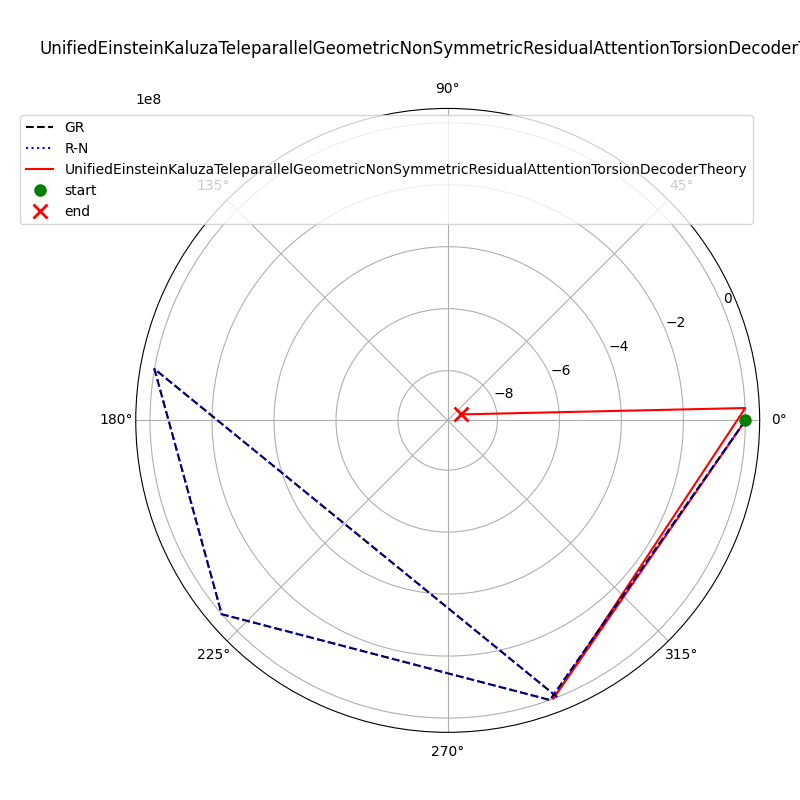 UnifiedEinsteinKaluzaTeleparallelGeometricNonSymmetricResidualAttentionTorsionDecoderT
90°
1e8
GR
R-N
UnifiedEinsteinKaluzaTeleparallelGeometricNonSymmetricResidualAttentionTorsionDecoderTheory
135°
45°
start
end
0
−2
−4
−6
−8
180°
0°
225°
315°
270°